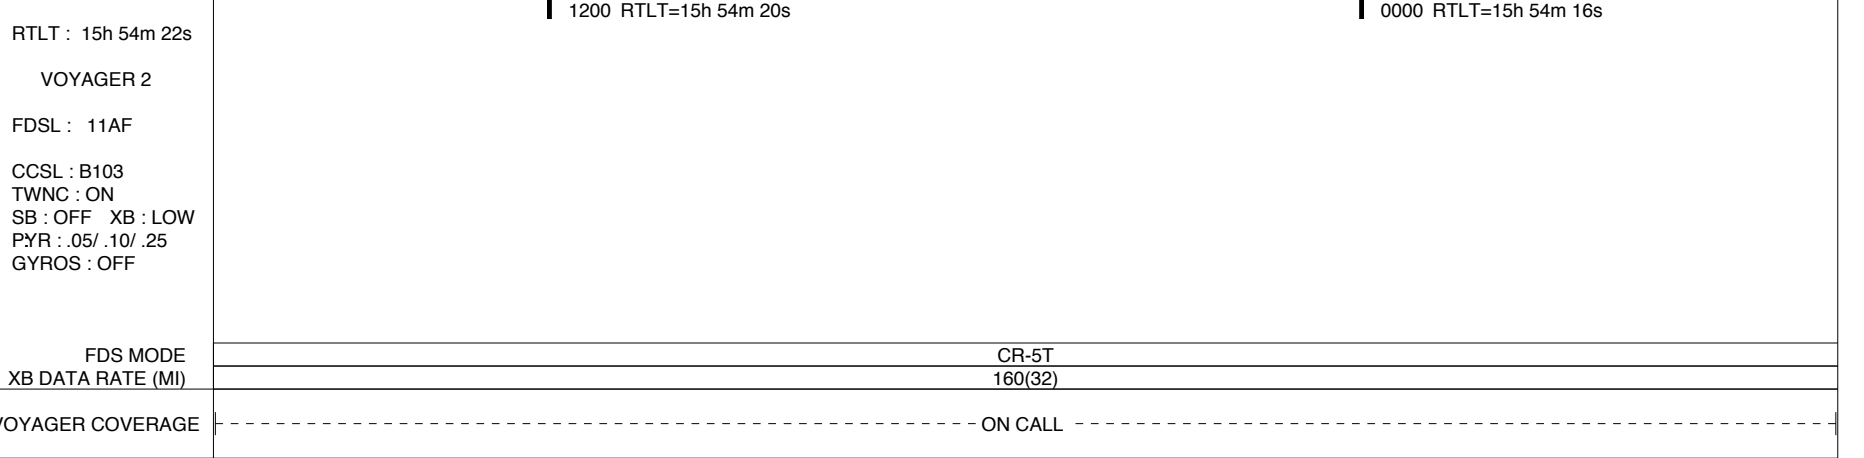 1200 RTLT=15h 54m 20s
0000 RTLT=15h 54m 16s
RTLT : 15h 54m 22s
VOYAGER 2
FDSL : 11AF
CCSL : B103
TWNC : ON
SB : OFF XB : LOW
PYR : .05/ .10/ .25
GYROS : OFF
FDS MODE
CR-5T
XB DATA RATE (MI)
160(32)
VOYAGER COVERAGE
ON CALL